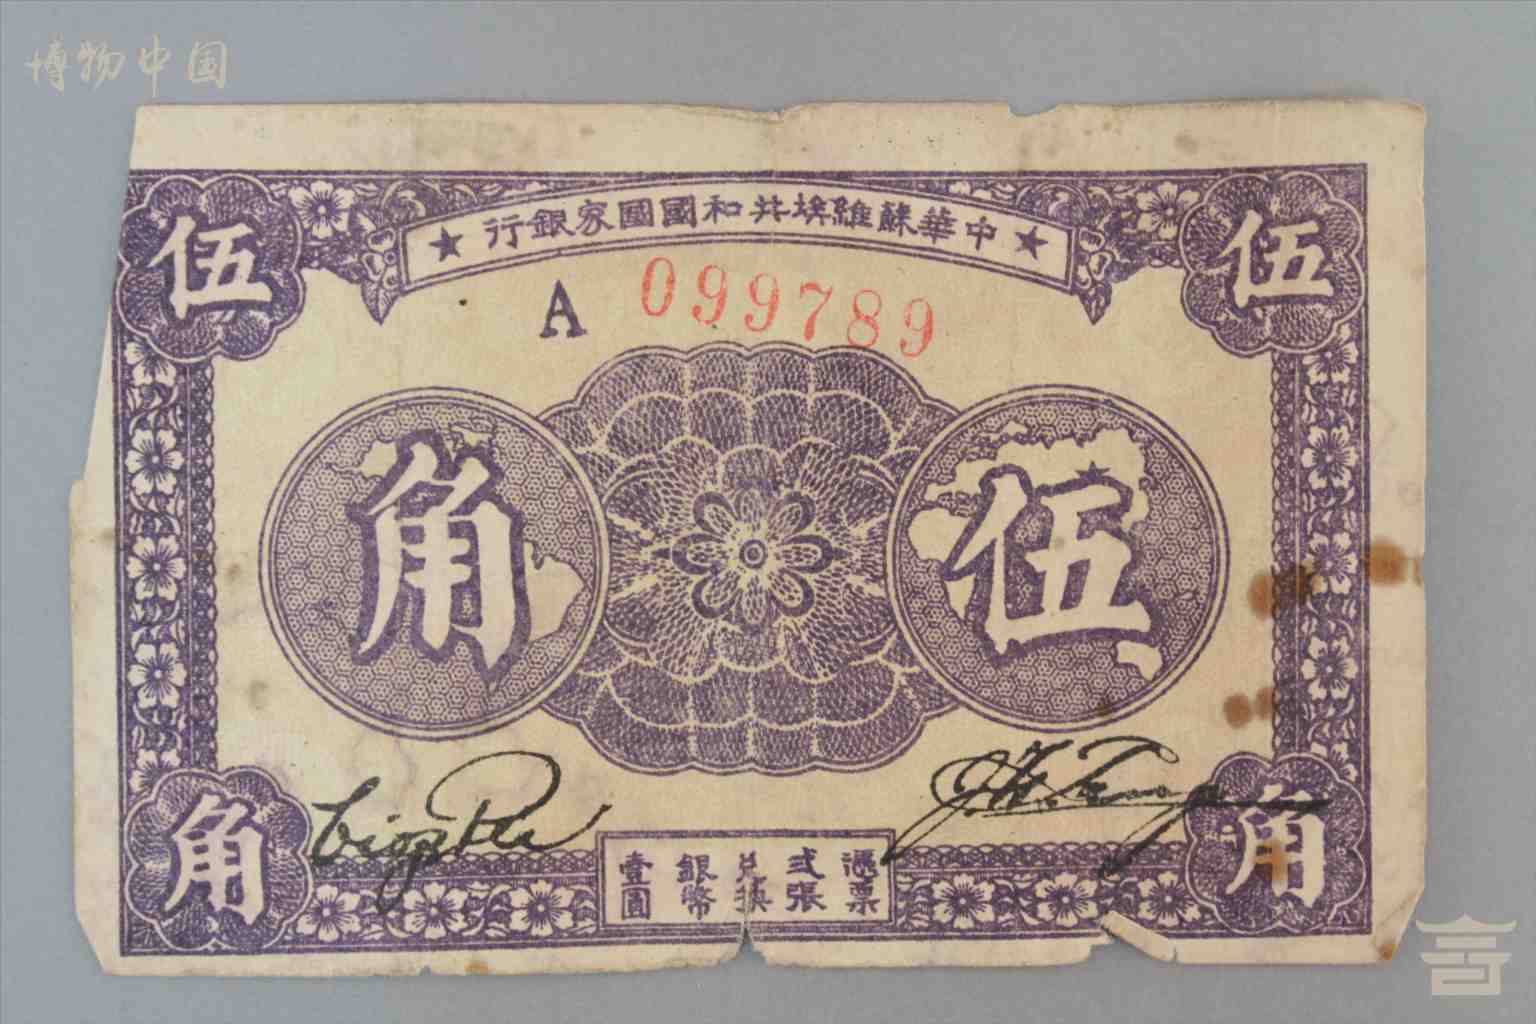 博物中国
中華蘇維埃共和國國家銀行
伍
伍
A 099789
伍角
角
角
憑票
弍張
兌換
銀幣
壹圓